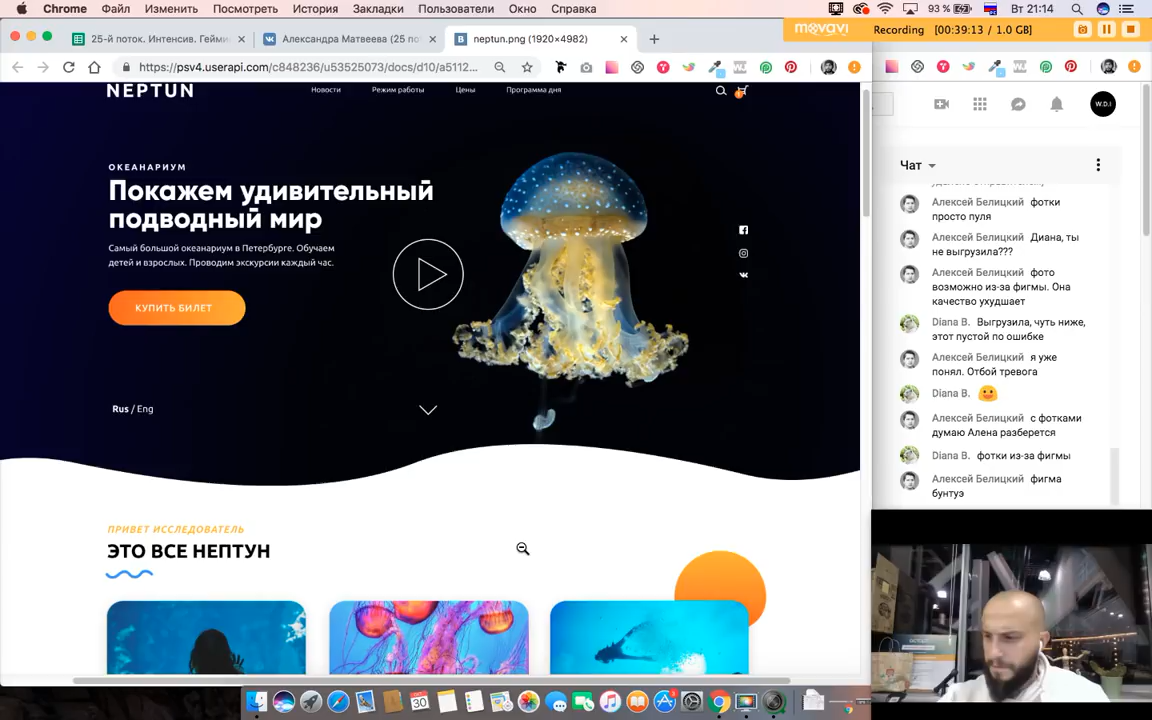 Chrome Файл Изменить Посмотреть История Закладки Пользователи Окно Справка
93 % Вт 21:14
25-й поток. Интенсив. Гейми
Александра Матвеева (25 пот
neptun.png (1920×4982)
movavi
Recording [00:39:13 / 1.0 GB]
https://psv4.userapi.com/c848236/u53525073/docs/d10/a5112...
NEPTUN
Новости Режим работы Цены Программа дня
W.D.I
ОКЕАНАРИУМ
Покажем удивительный
подводный мир
Самый большой океанариум в Петербурге. Обучаем
детей и взрослых. Проводим экскурсии каждый час.
КУПИТЬ БИЛЕТ
Rus / Eng
ПРИВЕТ ИССЛЕДОВАТЕЛЬ
ЭТО ВСЕ НЕПТУН
Чат
Алексей Белицкий фотки
просто пуля
Алексей Белицкий Диана, ты
не выгрузила???
Алексей Белицкий фото
возможно из-за фигмы. Она
качество ухудшает
Diana B. Выгрузила, чуть ниже,
этот пустой по ошибке
Алексей Белицкий я уже
понял. Отбой тревога
Diana B.
Алексей Белицкий с фотками
думаю Алена разберется
Diana B. фотки из-за фигмы
Алексей Белицкий фигма
бунтуэ
30